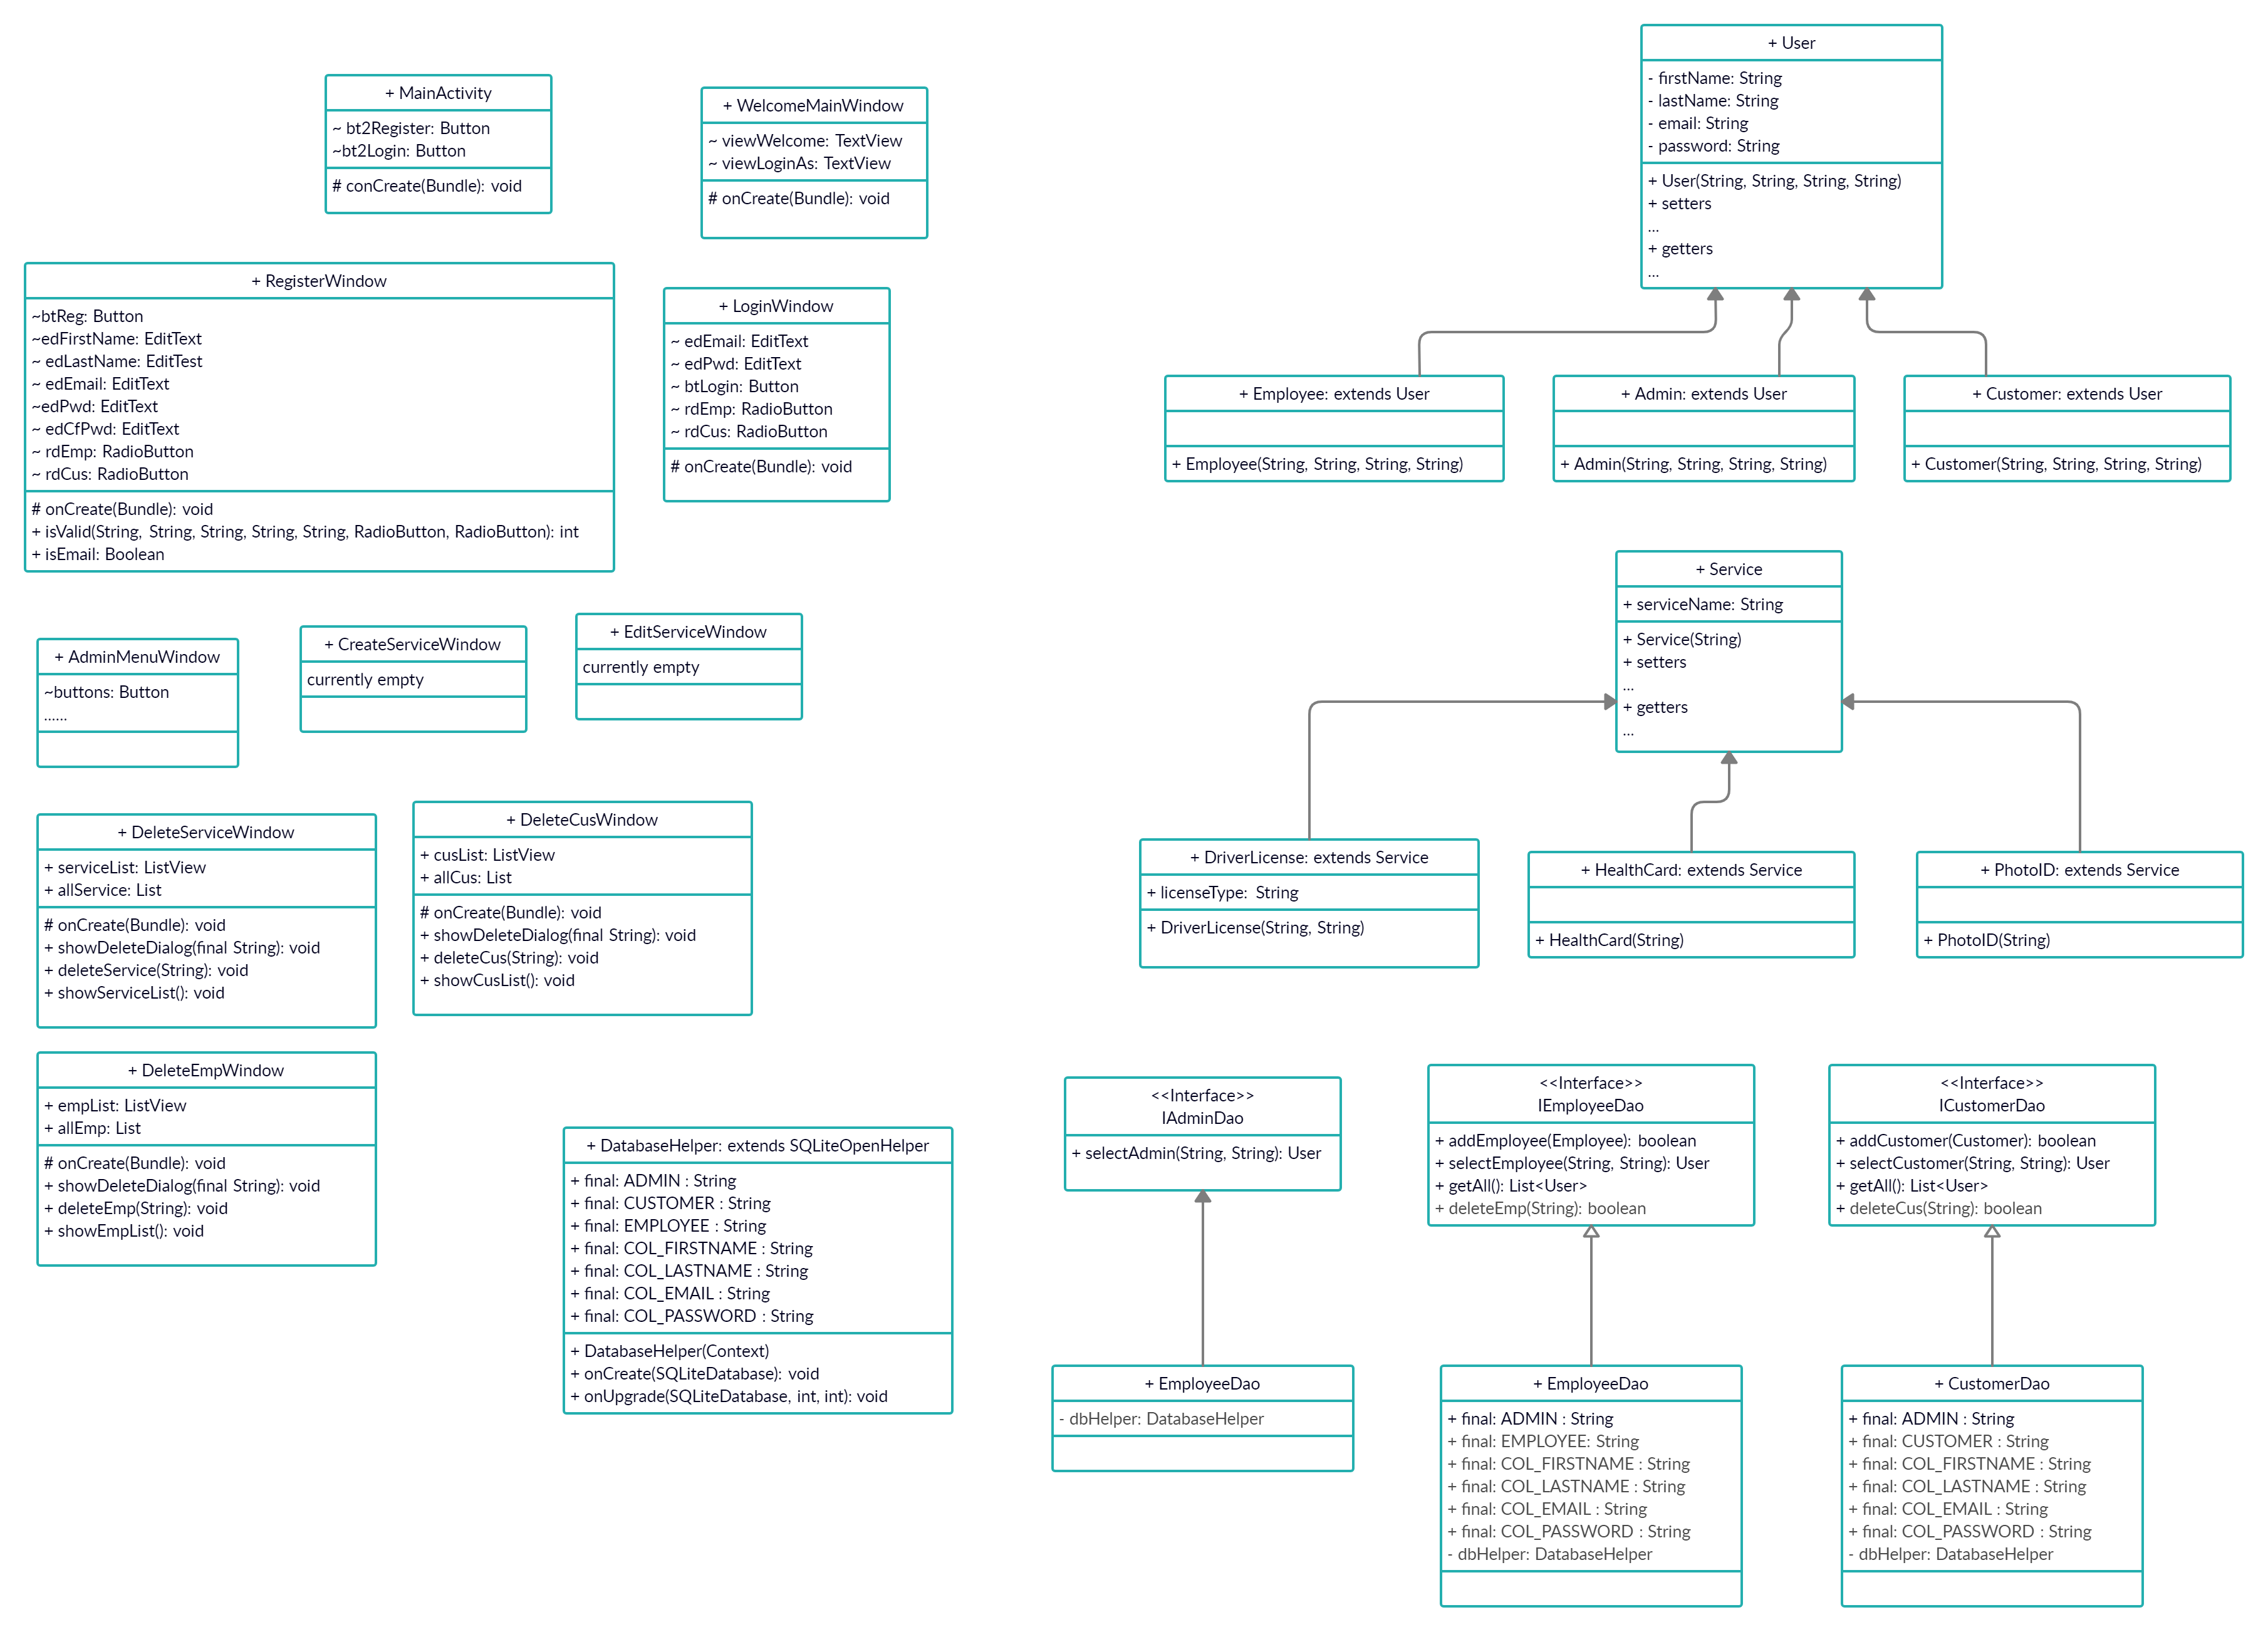 + MainActivity
~ bt2Register: Button
~bt2Login: Button
# conCreate(Bundle): void
+ WelcomeMainWindow
~ viewWelcome: TextView
~ viewLoginAs: TextView
# onCreate(Bundle): void
+ RegisterWindow
~btReg: Button
~edFirstName: EditText
~ edLastName: EditTest
~ edEmail: EditText
~edPwd: EditText
~ edCfPwd: EditText
~ rdEmp: RadioButton
~ rdCus: RadioButton
# onCreate(Bundle): void
+ isValid(String, String, String, String, String, RadioButton, RadioButton): int
+ isEmail: Boolean
+ LoginWindow
~ edEmail: EditText
~ edPwd: EditText
~ btLogin: Button
~ rdEmp: RadioButton
~ rdCus: RadioButton
# onCreate(Bundle): void
+ AdminMenuWindow
~buttons: Button
......
+ CreateServiceWindow
currently empty
+ EditServiceWindow
currently empty
+ DeleteServiceWindow
+ serviceList: ListView
+ allService: List
# onCreate(Bundle): void
+ showDeleteDialog(final String): void
+ deleteService(String): void
+ showServiceList(): void
+ DeleteCusWindow
+ cusList: ListView
+ allCus: List
# onCreate(Bundle): void
+ showDeleteDialog(final String): void
+ deleteCus(String): void
+ showCusList(): void
+ DeleteEmpWindow
+ empList: ListView
+ allEmp: List
# onCreate(Bundle): void
+ showDeleteDialog(final String): void
+ deleteEmp(String): void
+ showEmpList(): void
+ DatabaseHelper: extends SQLiteOpenHelper
+ final: ADMIN : String
+ final: CUSTOMER : String
+ final: EMPLOYEE : String
+ final: COL_FIRSTNAME : String
+ final: COL_LASTNAME : String
+ final: COL_EMAIL : String
+ final: COL_PASSWORD : String
+ DatabaseHelper(Context)
+ onCreate(SQLiteDatabase): void
+ onUpgrade(SQLiteDatabase, int, int): void
+ User
- firstName: String
- lastName: String
- email: String
- password: String
+ User(String, String, String, String)
+ setters
...
+ getters
...
+ Employee: extends User
+ Employee(String, String, String, String)
+ Admin: extends User
+ Admin(String, String, String, String)
+ Customer: extends User
+ Customer(String, String, String, String)
+ Service
+ serviceName: String
+ Service(String)
+ setters
...
+ getters
...
+ DriverLicense: extends Service
+ licenseType: String
+ DriverLicense(String, String)
+ HealthCard: extends Service
+ HealthCard(String)
+ PhotoID: extends Service
+ PhotoID(String)
<<Interface>>
IAdminDao
+ selectAdmin(String, String): User
<<Interface>>
IEmployeeDao
+ addEmployee(Employee): boolean
+ selectEmployee(String, String): User
+ getAll(): List<User>
+ deleteEmp(String): boolean
<<Interface>>
ICustomerDao
+ addCustomer(Customer): boolean
+ selectCustomer(String, String): User
+ getAll(): List<User>
+ deleteCus(String): boolean
+ EmployeeDao
- dbHelper: DatabaseHelper
+ EmployeeDao
+ final: ADMIN : String
+ final: EMPLOYEE: String
+ final: COL_FIRSTNAME : String
+ final: COL_LASTNAME : String
+ final: COL_EMAIL : String
+ final: COL_PASSWORD : String
- dbHelper: DatabaseHelper
+ CustomerDao
+ final: ADMIN : String
+ final: CUSTOMER : String
+ final: COL_FIRSTNAME : String
+ final: COL_LASTNAME : String
+ final: COL_EMAIL : String
+ final: COL_PASSWORD : String
- dbHelper: DatabaseHelper